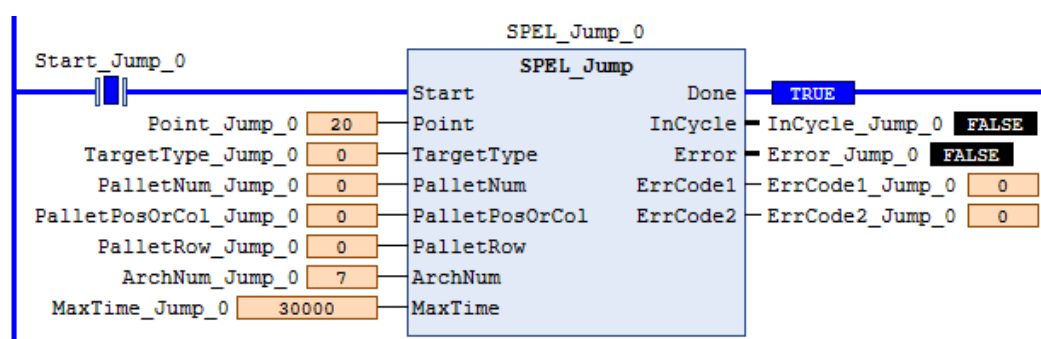 SPEL_Jump_0
Start_Jump_0
SPEL_Jump
Start Done TRUE
Point_Jump_0 20 Point InCycle InCycle_Jump_0 FALSE
TargetType_Jump_0 0 TargetType Error Error_Jump_0 FALSE
PalletNum_Jump_0 0 PalletNum ErrCode1 ErrCode1_Jump_0 0
PalletPosOrCol_Jump_0 0 PalletPosOrCol ErrCode2 ErrCode2_Jump_0 0
PalletRow_Jump_0 0 PalletRow
ArchNum_Jump_0 7 ArchNum
MaxTime_Jump_0 30000 MaxTime